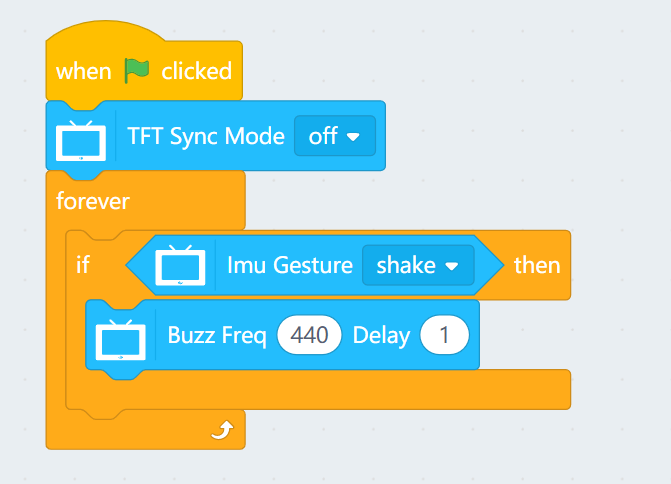 when clicked
TFT Sync Mode off
forever
if Imu Gesture shake then
Buzz Freq 440 Delay 1